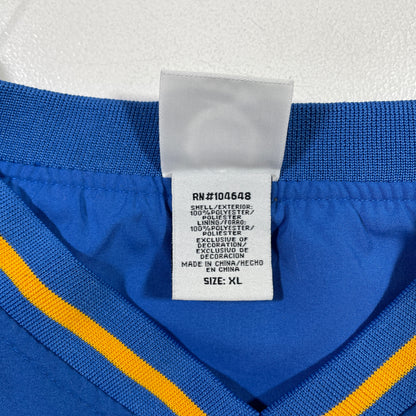 RN#104648
SHELL/EXTERIOR:
100%POLYESTER/
POLIESTER
LINING/FORRO:
100%POLYESTER/
POLIESTER
EXCLUSIVE OF
DECORATION/
EXCLUSIVO DE
DECORACION
MADE IN CHINA/HECHO
EN CHINA
SIZE: XL